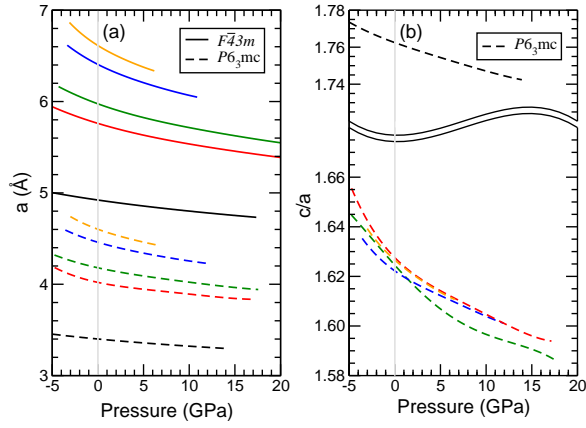 (a)
F4̄3m
P6₃mc
7
6
5
4
3
a (Å)
-5 0 5 10 15 20
Pressure (GPa)
(b)
P6₃mc
1.78
1.74
1.66
1.64
1.62
1.60
1.58
c/a
-5 0 5 10 15 20
Pressure (GPa)